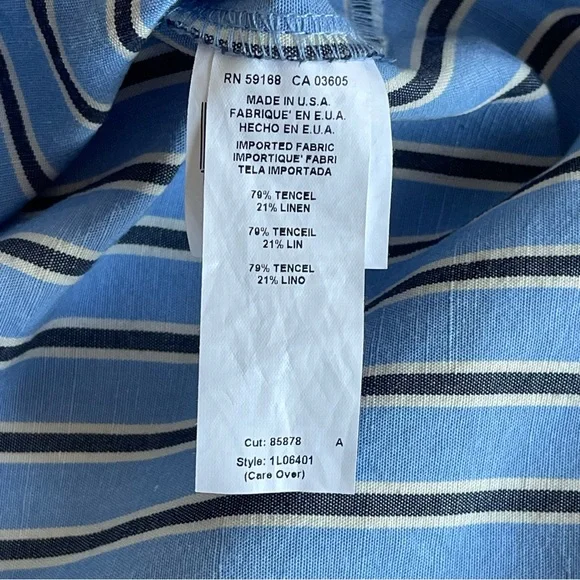 RN 59168 CA 03605
MADE IN U.S.A.
FABRIQUE' EN E.U.A.
HECHO EN E.U.A.
IMPORTED FABRIC
IMPORTIQUE' FABRI
TELA IMPORTADA
79% TENCEL
21% LINEN
79% TENCEIL
21% LIN
79% TENCEL
21% LINO
Cut: 85878 A
Style: 1L06401
(Care Over)